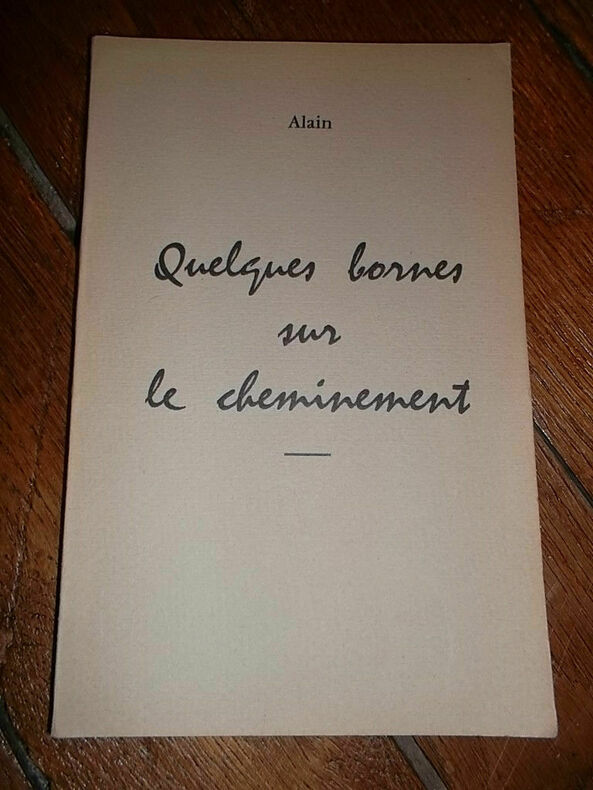 Alain
Quelques bornes
sur
le cheminement